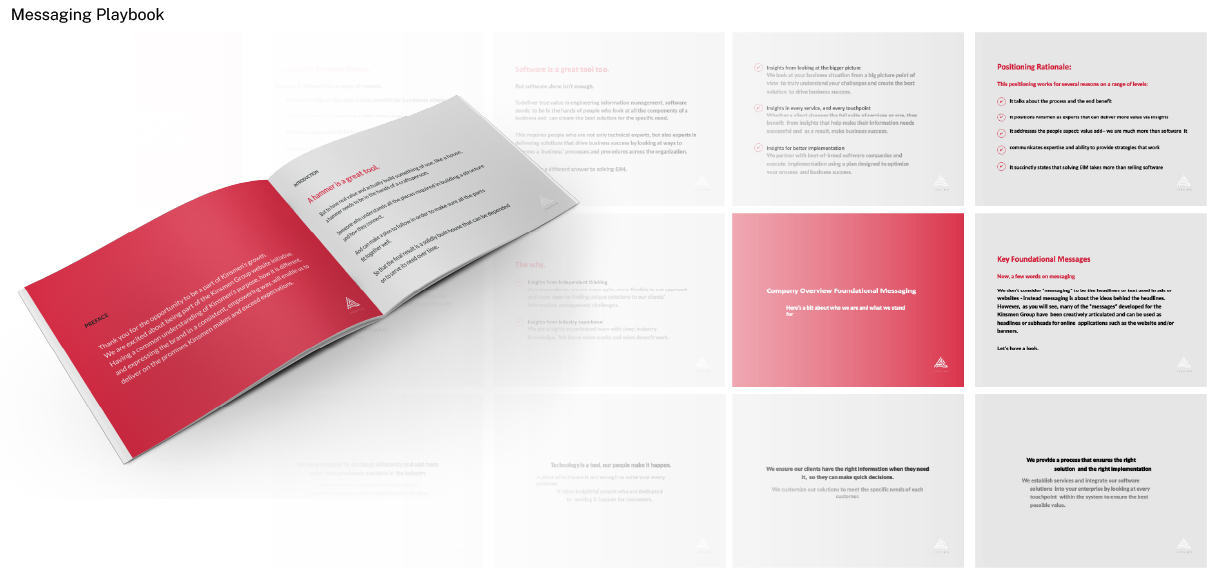 Messaging Playbook
PREFACE
Thank you for the opportunity to be a part of Kinsmen's growth.
We are excited about being part of the Kinsmen Group website initiative.
Having a common understanding of Kinsmen's purpose, how it is different,
and expressing the brand in a consistent, empowering way, will enable us to
deliver on the promises Kinsmen makes and exceed expectations.
INTRODUCTION
A hammer is a great tool.
But to have real value and actually build something of use, like a house,
a hammer needs to be in the hands of a craftsperson.
Someone who understands all the pieces required in building a structure
and how they connect.
And can make a plan to follow in order to make sure all the parts
fit together well.
So that the final result is a solidly built house that can be depended
on to serve its need over time.
Software is a great tool too.
But software alone isn't enough.
To deliver true value to engineering information management, software
needs to be in the hands of people who look at all the components of a
business and can create the best solution for the specific need.
This requires people who are not only technical experts, but also experts in
delivering solutions that drive business success by looking at ways to
business' processes and procedures across the organization.
a different answer to solving EIM.
Insights from looking at the bigger picture
We look at your business situation from a big picture point of
view to truly understand your challenges and create the best
solution to drive business success.
Insights in every service, and every touchpoint
Whether a client chooses the full suite of services or one, they
benefit from insights that help make their information needs
successful and as a result, make business success.
Insights for better implementation
We partner with best-of-breed software companies and
execute implementation using a plan designed to optimize
your process and business success.
Positioning Rationale:
This positioning works for several reasons on a range of levels:
It talks about the process and the end benefit
It positions Kinsmen as experts that can deliver more value via insights
It addresses the people aspect value add – we are much more than software it
communicates expertise and ability to provide strategies that work
It succinctly states that solving EIM takes more than selling software
The why.
Insights from independent thinking
Insights from industry experience
Company Overview Foundational Messaging
Here's a bit about who we are and what we stand
for
Key Foundational Messages
Now, a few words on messaging
We don't consider "messaging" to be the headlines or text used in ads or
websites - instead messaging is about the ideas behind the headlines.
However, as you will see, many of the "messages" developed for the
Kinsmen Group have been creatively articulated and can be used as
headlines or subheads for online applications such as the website and/or
banners.
Let's have a look.
Technology is a tool, our people make it happen.
We ensure our clients have the right information when they need
it, so they can make quick decisions.
We customize our solutions to meet the specific needs of each
customer.
We provide a process that ensures the right
solution and the right implementation
We establish services and integrate our software
solutions into your enterprise by looking at every
touchpoint within the system to ensure the best
possible value.